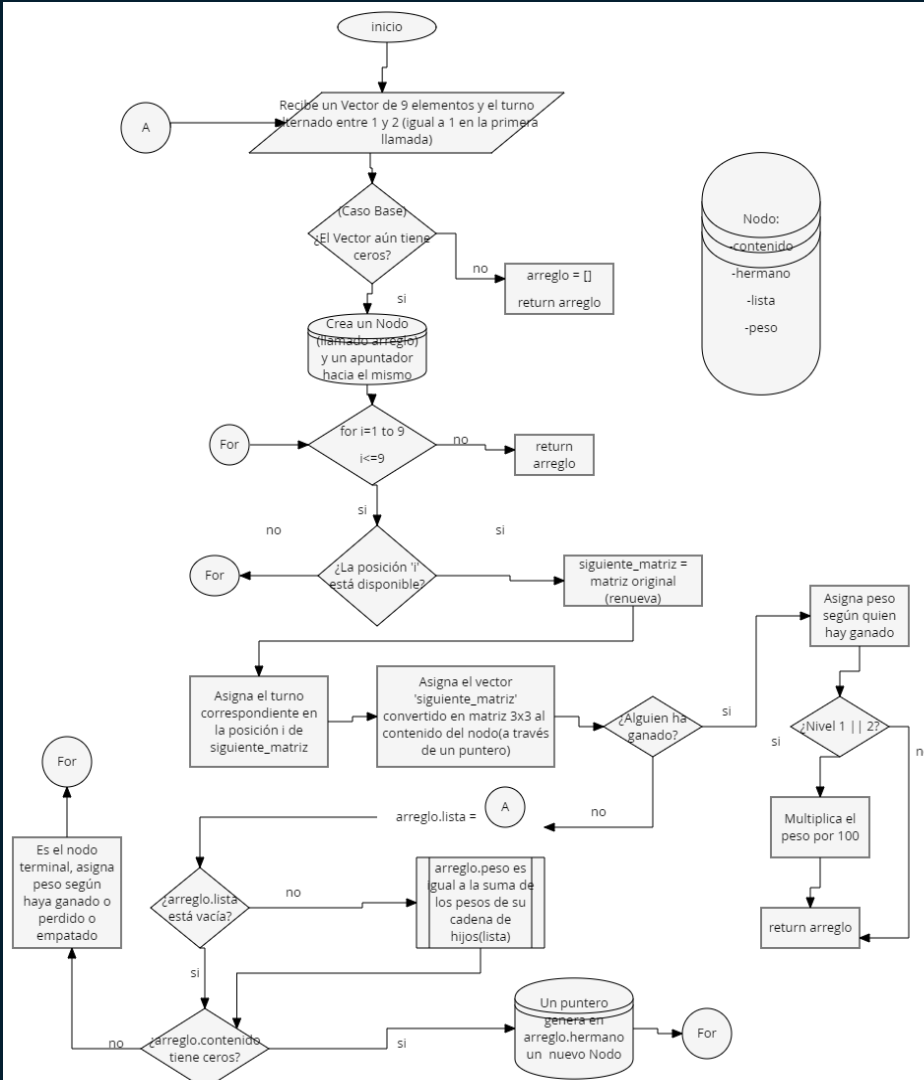 inicio
A
Recibe un Vector de 9 elementos y el turno
alternado entre 1 y 2 (igual a 1 en la primera
llamada)
(Caso Base)
¿El Vector aún tiene
ceros?
no
arreglo = []
return arreglo
Nodo:
-contenido
-hermano
-lista
-peso
si
Crea un Nodo
(llamado arreglo)
y un apuntador
hacia el mismo
For
for i=1 to 9
i<=9
no
return
arreglo
si
no
si
For
¿La posición 'i'
está disponible?
siguiente_matriz =
matriz original
(renueva)
Asigna peso
según quien
hay ganado
Asigna el turno
correspondiente en
la posición i de
siguiente_matriz
Asigna el vector
'siguiente_matriz'
convertido en matriz 3x3 al
contenido del nodo(a través
de un puntero)
¿Alguien ha
ganado?
si
¿Nivel 1 || 2?
si
n
For
arreglo.lista =
A
no
Multiplica el
peso por 100
Es el nodo
terminal, asigna
peso según
haya ganado o
perdido o
empatado
¿arreglo.lista
está vacía?
no
arreglo.peso es
igual a la suma de
los pesos de su
cadena de
hijos(lista)
return arreglo
si
no
¿arreglo.contenido
tiene ceros?
si
Un puntero
genera en
arreglo.hermano
un nuevo Nodo
For